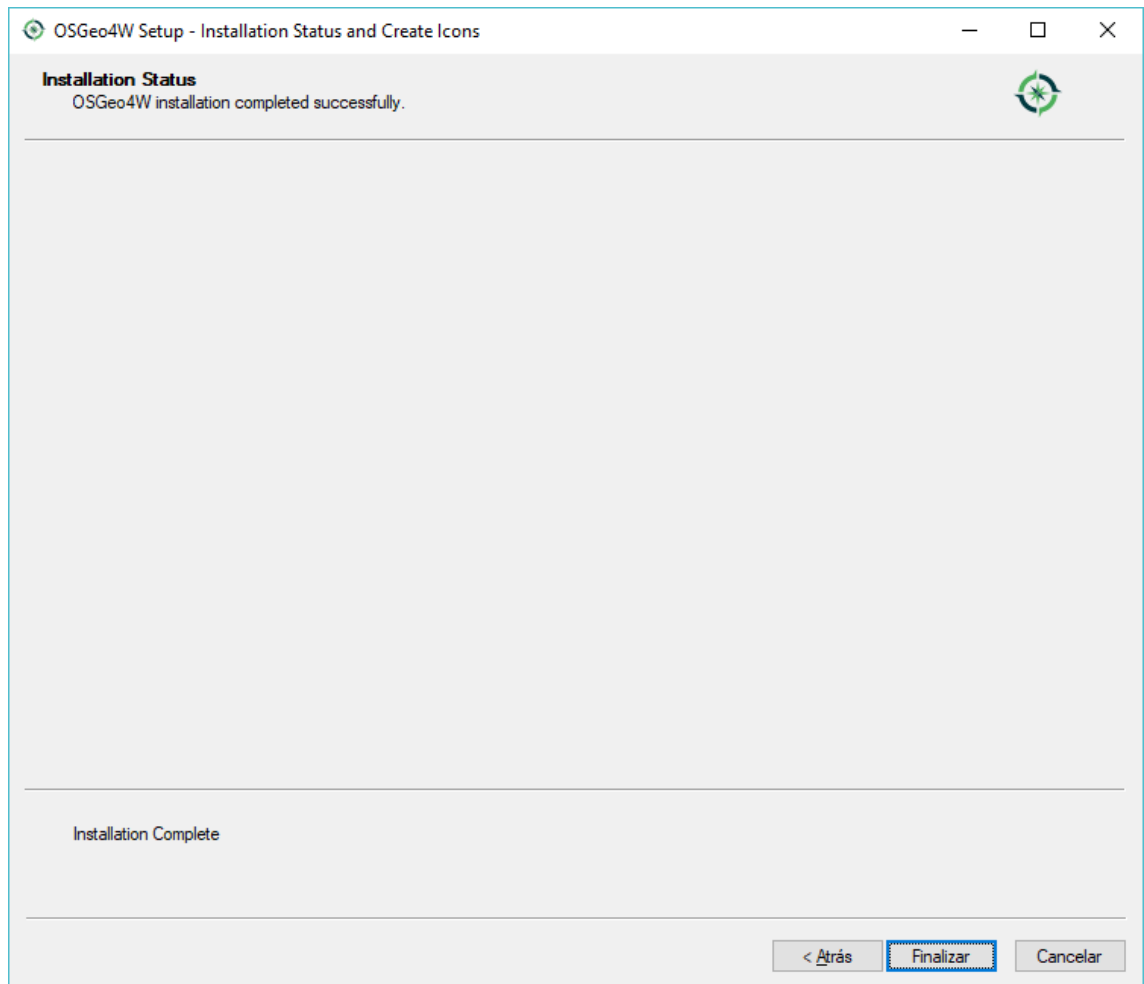 OSGeo4W Setup - Installation Status and Create Icons
Installation Status
OSGeo4W installation completed successfully.
Installation Complete
< Atrás
Finalizar
Cancelar